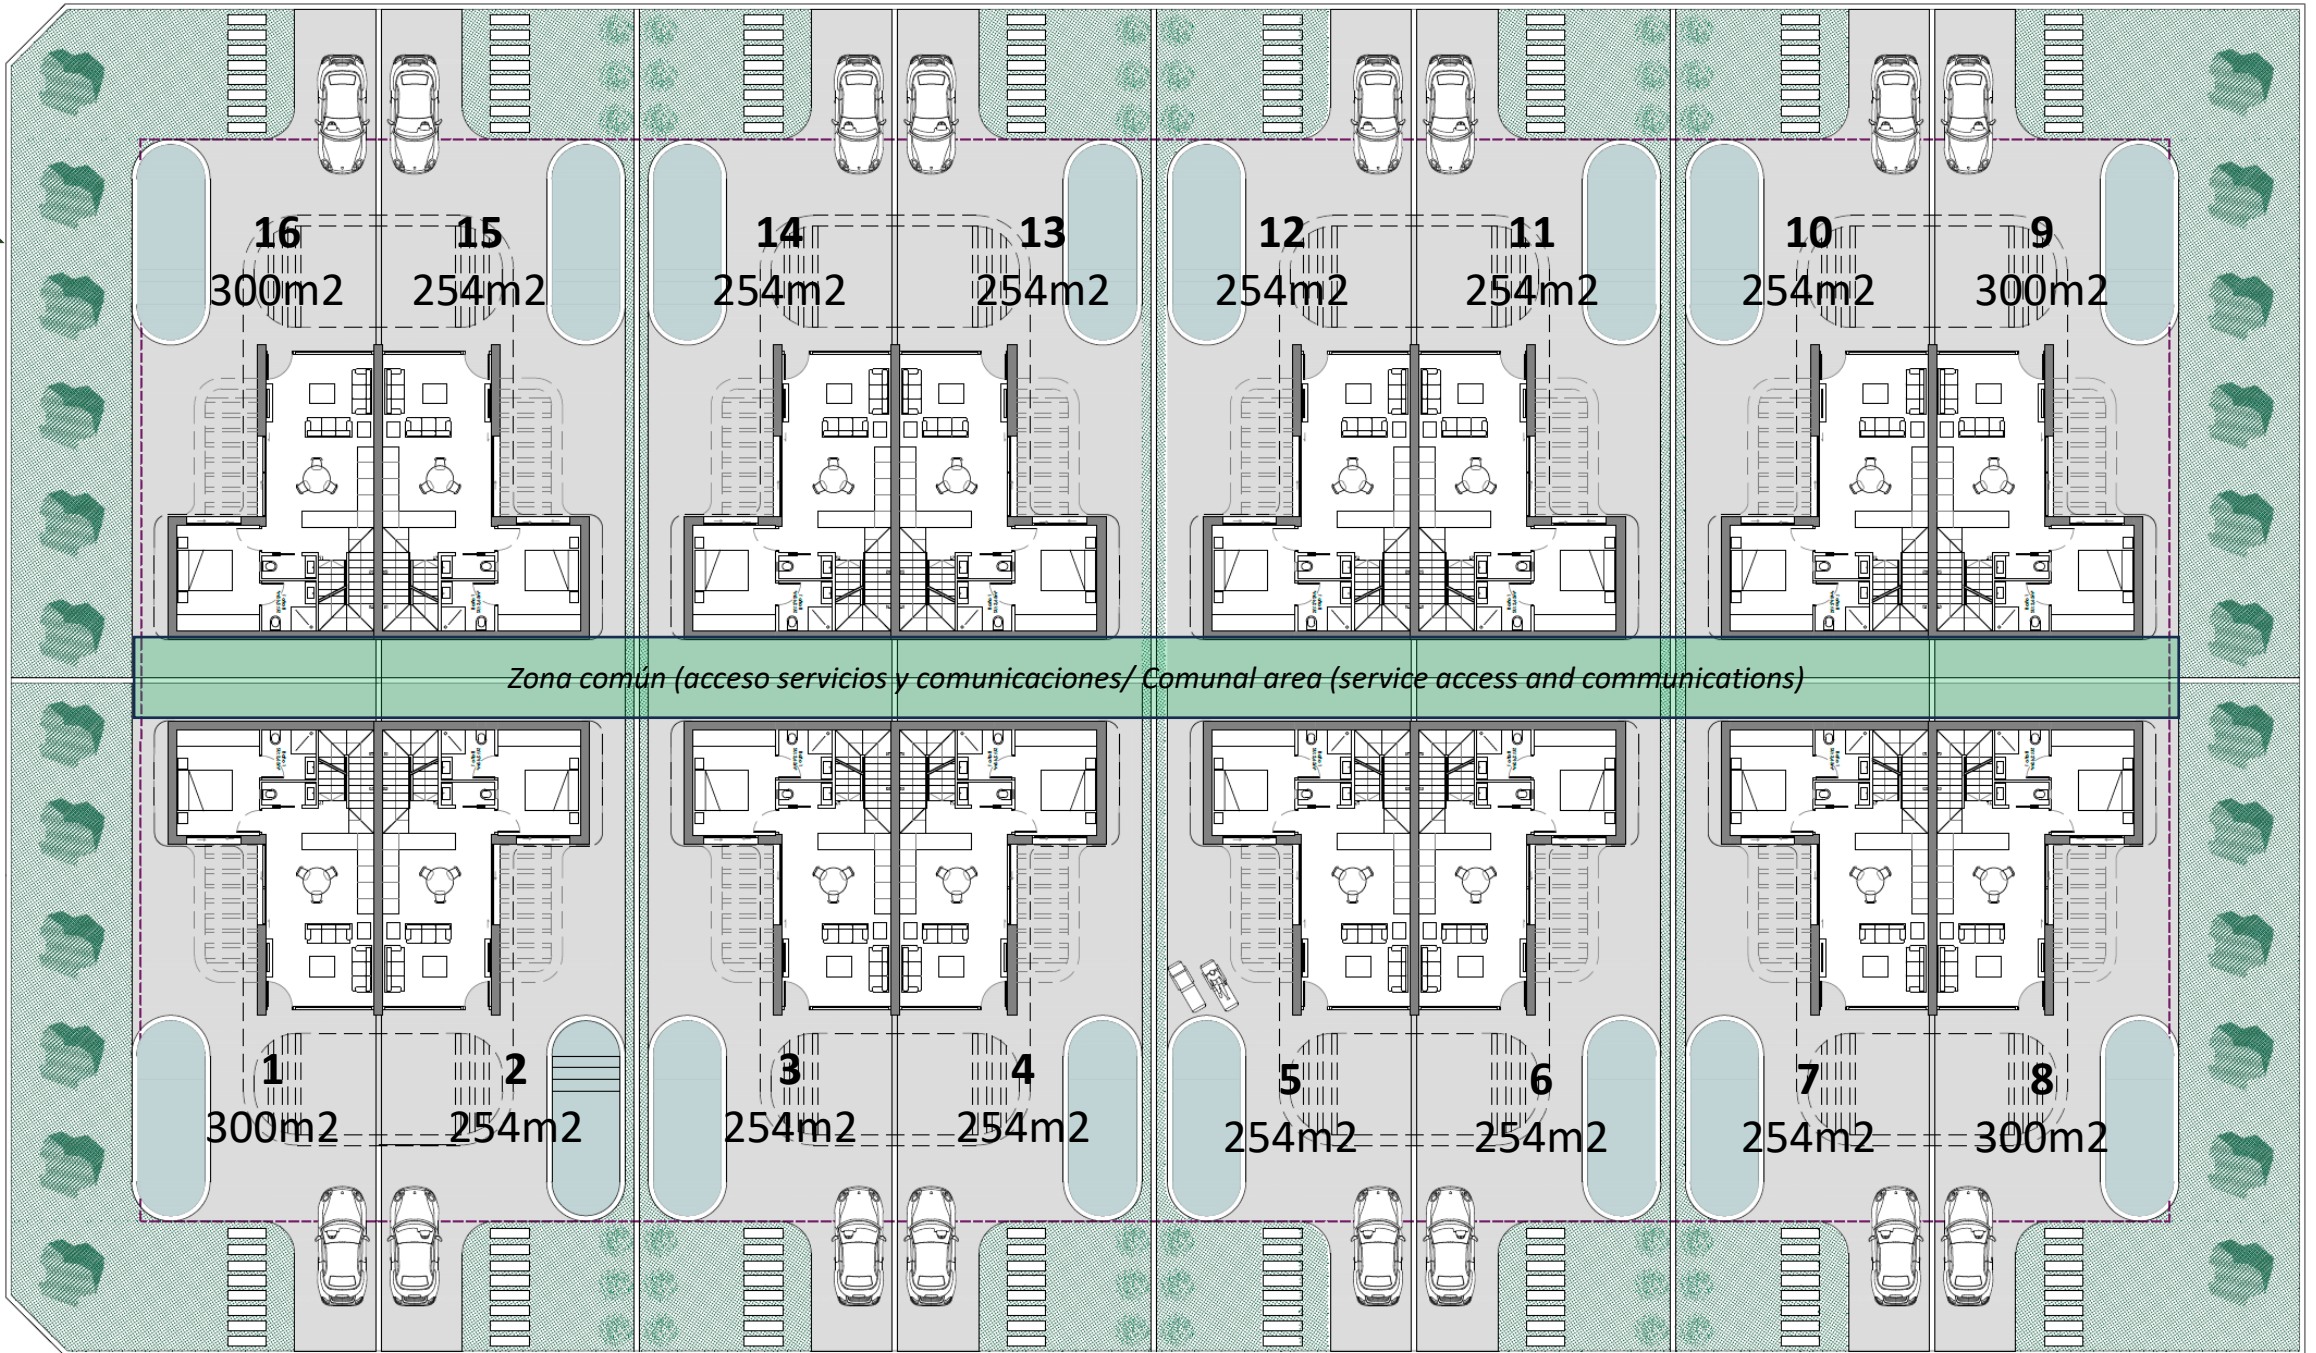 16 15 14 13 12 11 10 9
300m2 254m2 254m2 254m2 254m2 254m2 254m2 300m2
Zona común (acceso servicios y comunicaciones/ Comunal area (service access and communications)
1 2 3 4 5 6 7 8
300m2 254m2 254m2 254m2 254m2 254m2 254m2 300m2